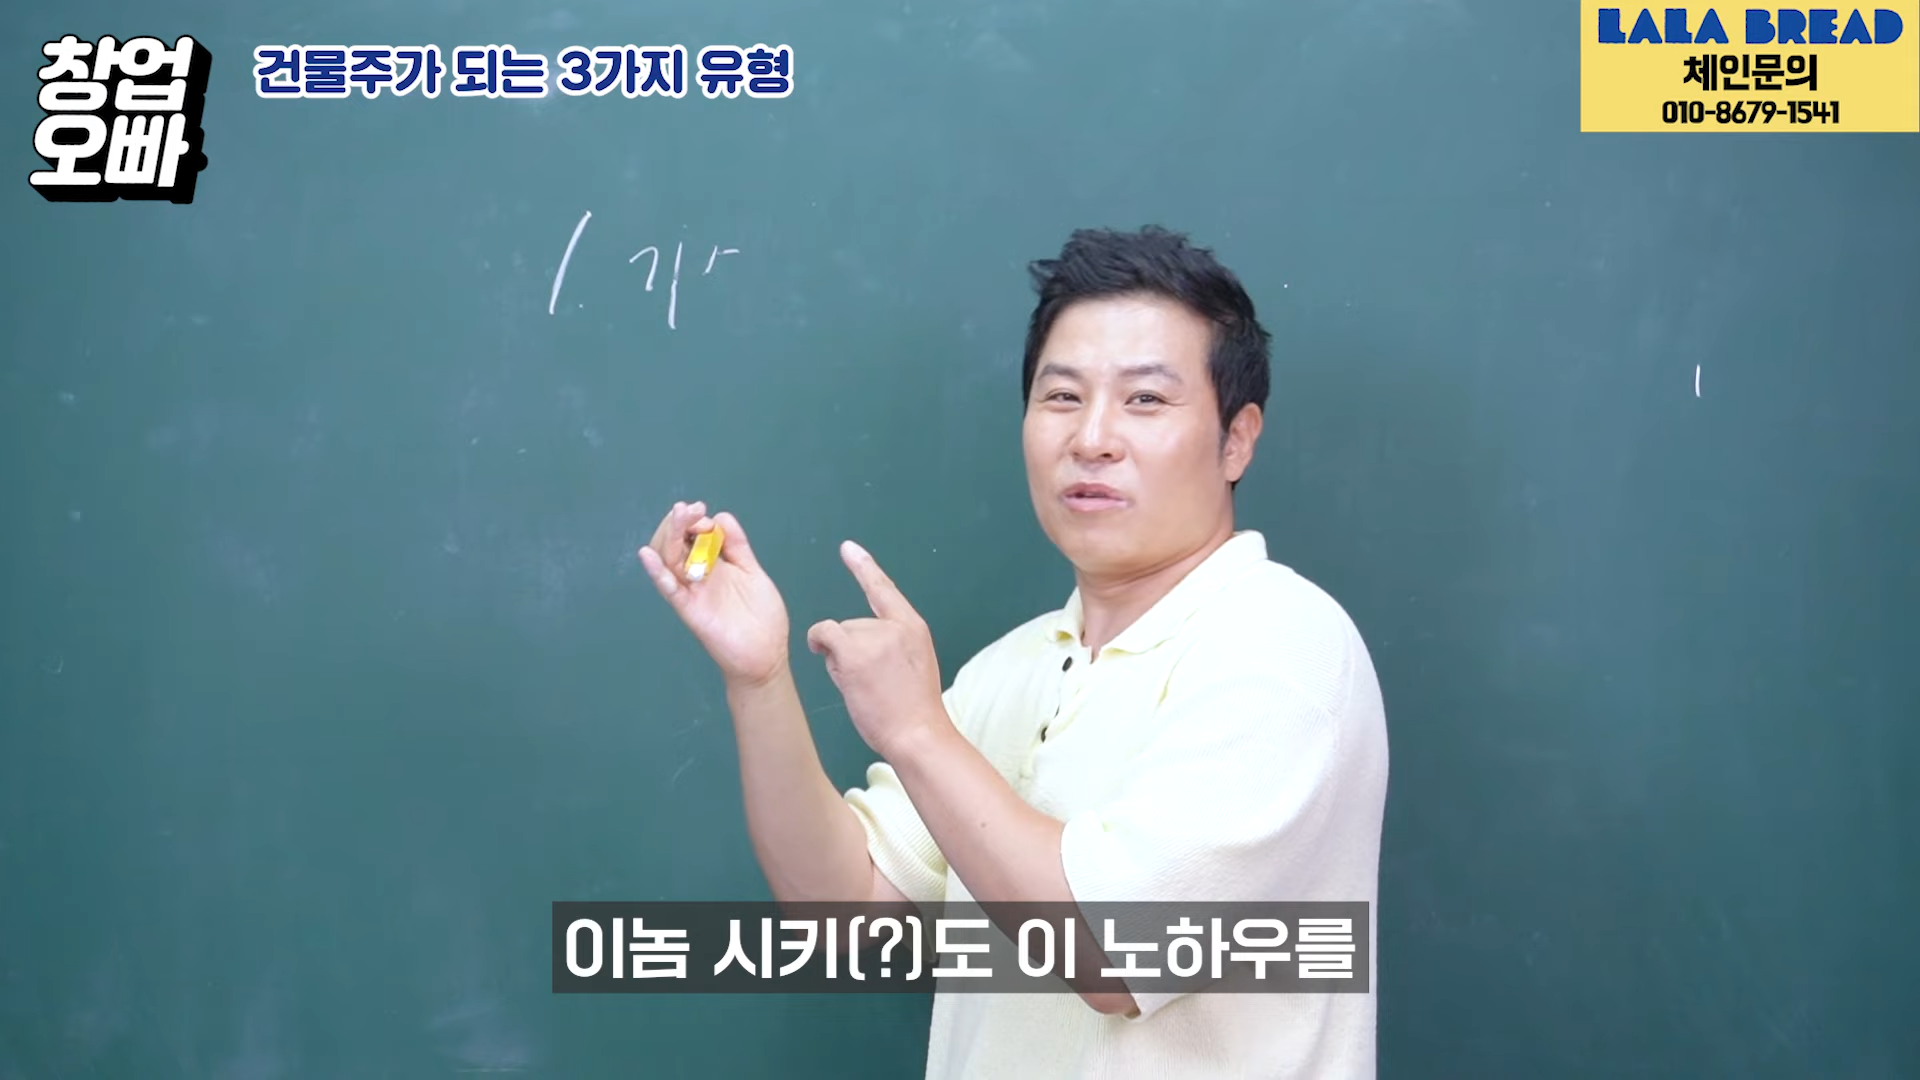 창업
오빠
건물주가 되는 3가지 유형
LALA BREAD
체인문의
010-8679-1541
1.
이놈 시키(?)도 이 노하우를